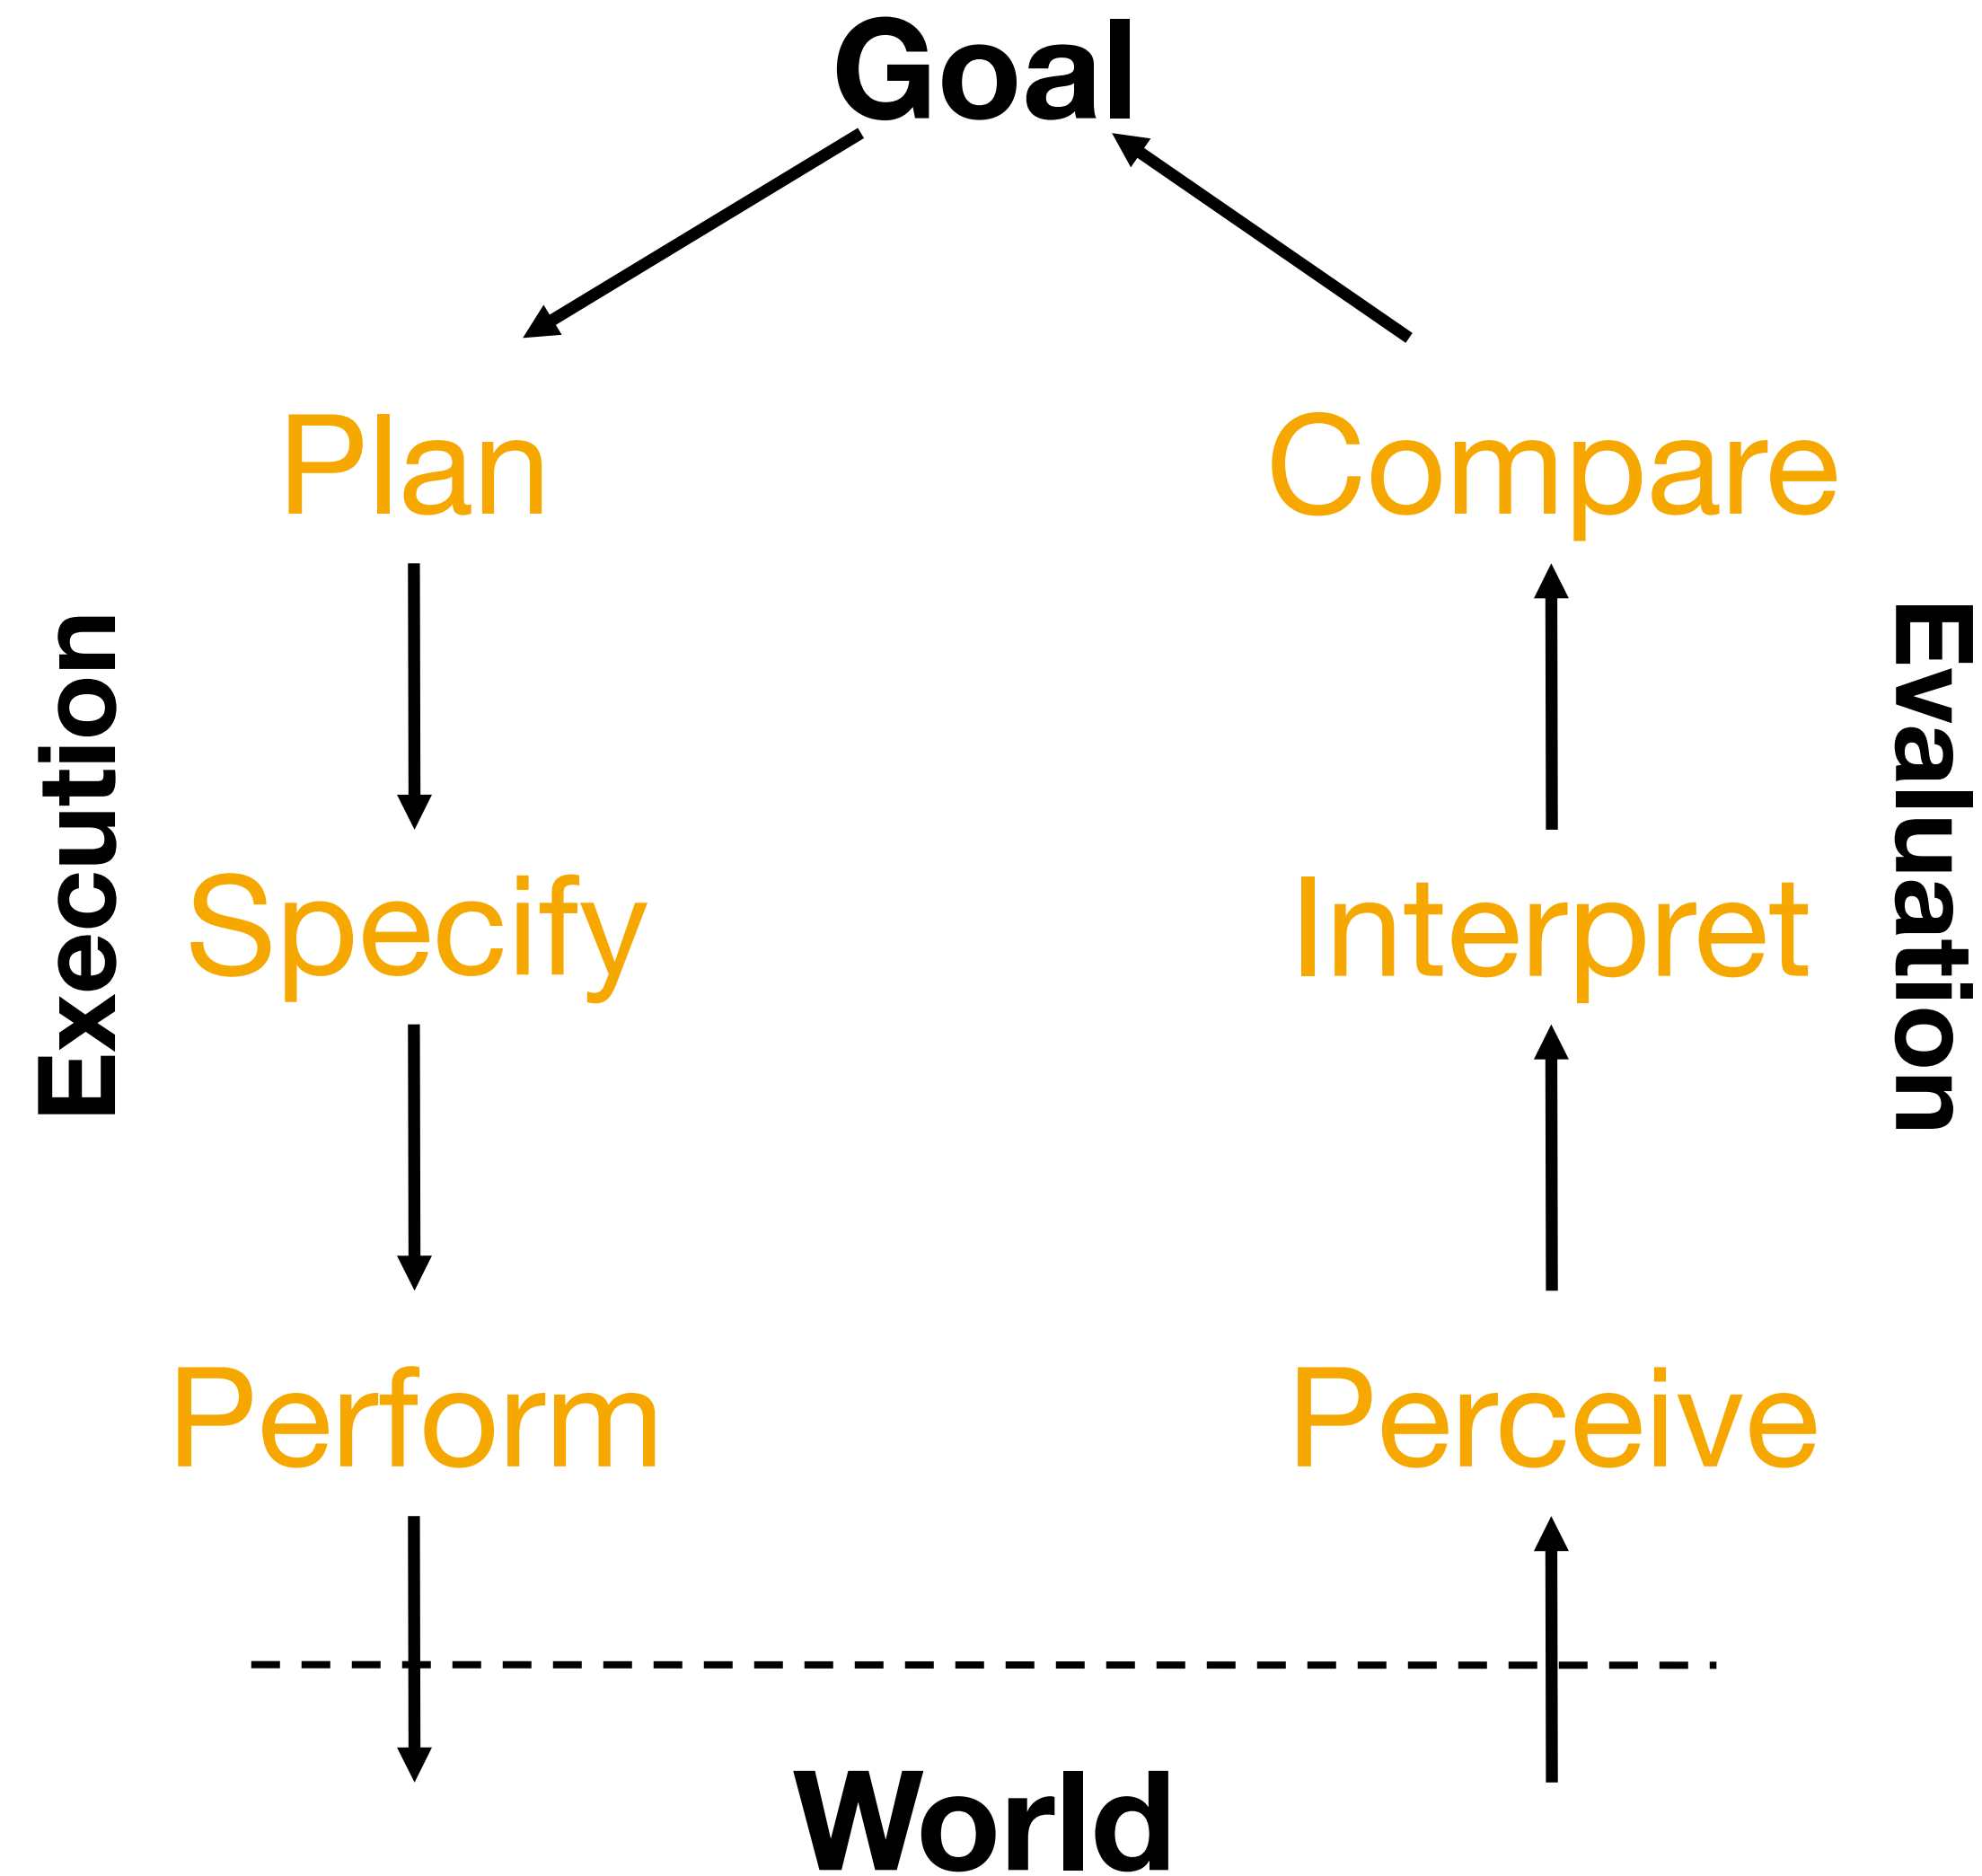 Goal
Plan
Compare
Execution
Evaluation
Specify
Interpret
Perform
Perceive
World